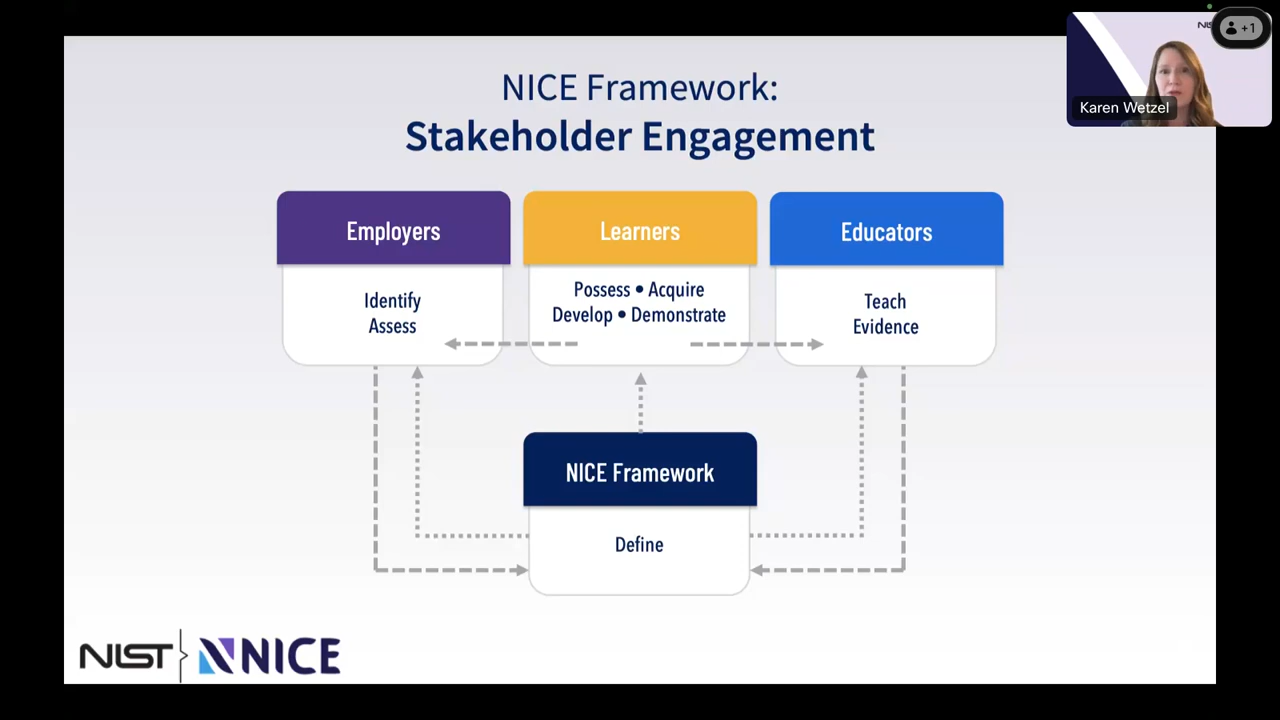 NICE Framework:
Stakeholder Engagement
Employers
Identify
Assess
Learners
Possess • Acquire
Develop • Demonstrate
Educators
Teach
Evidence
NICE Framework
Define
NIST
NICE
+1
Karen Wetzel